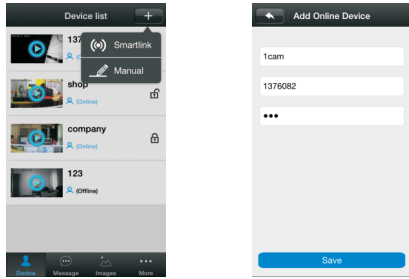 Device list
+
137
Smartlink
Manual
shop
(Online)
company
(Online)
123
(Offline)
Device
Message
Images
More
Add Online Device
1cam
1376082
•••
Save